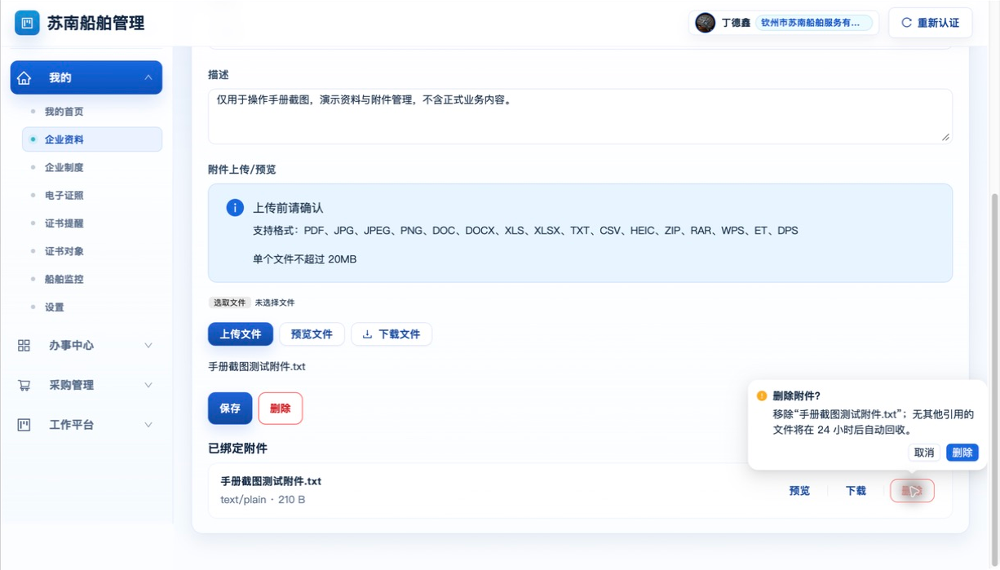 苏南船舶管理
丁德鑫
钦州市苏南船舶服务有...
重新认证
我的
我的首页
企业资料
企业制度
电子证照
证书提醒
证书对象
船舶监控
设置
办事中心
采购管理
工作平台
描述
仅用于操作手册截图，演示资料与附件管理，不含正式业务内容。
附件上传/预览
上传前请确认
支持格式：PDF、JPG、JPEG、PNG、DOC、DOCX、XLS、XLSX、TXT、CSV、HEIC、ZIP、RAR、WPS、ET、DPS
单个文件不超过 20MB
选取文件 未选择文件
上传文件 预览文件 下载文件
手册截图测试附件.txt
保存 删除
已绑定附件
手册截图测试附件.txt
text/plain · 210 B
预览 下载
删除附件?
移除“手册截图测试附件.txt”；无其他引用的
文件将在 24 小时后自动回收。
取消 删除